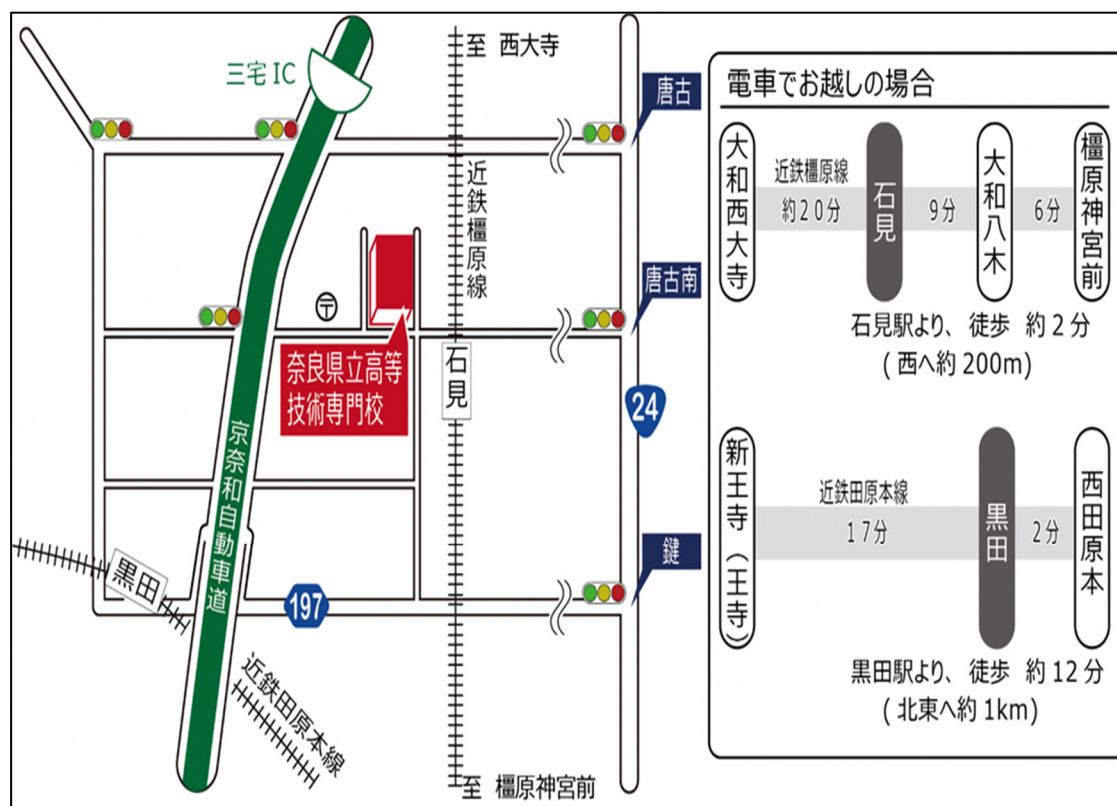 至 西大寺
三宅 IC
唐古
近鉄橿原線
唐古南
〒
奈良県立高等
技術専門校
石見
24
京奈和自動車道
鍵
黒田
197
近鉄田原本線
至 橿原神宮前
電車でお越しの場合
大和西大寺
近鉄橿原線
約20分
石見
9分
大和八木
6分
橿原神宮前
石見駅より、徒歩 約2分
(西へ約200m)
新王寺(王寺)
近鉄田原本線
17分
黒田
2分
西田原本
黒田駅より、徒歩 約12分
(北東へ約1km)